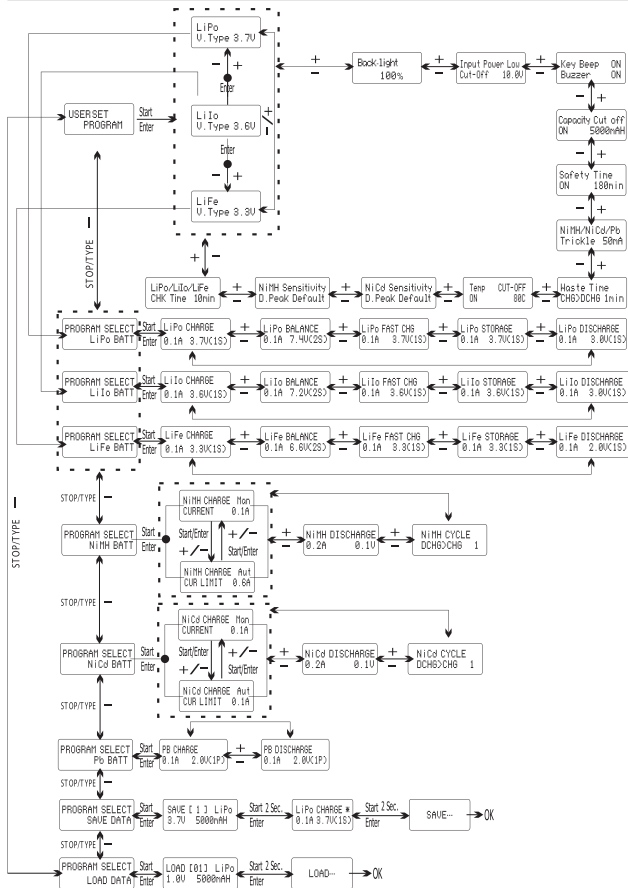 LiPo
V.Type 3.7V
+
−
− +
Enter
Back-light
100%
+
−
Input Power Low
Cut-Off 10.0V
+
−
Key Beep ON
Buzzer ON
− +
USERSET
PROGRAM
Start
Enter
LiIo
V.Type 3.6V
+/−
Capacity Cut off
ON 5000mAH
− +
Enter
− +
Safety Time
ON 180min
− +
LiFe
V.Type 3.3V
NiMH/NiCd/Pb
Trickle 50mA
− +
STOP/TYPE −
+ −
LiPo/LiIo/LiFe
CHK Time 10min
+
−
NiMH Sensitivity
D.Peak Default
+
−
NiCd Sensitivity
D.Peak Default
+
−
Temp CUT-OFF
ON 80C
+
−
Waste Time
CHG>DCHG 1min
PROGRAM SELECT
LiPo BATT
Start
Enter
LiPo CHARGE
0.1A 3.7V(1S)
+
−
LiPo BALANCE
0.1A 7.4V(2S)
+
−
LiPo FAST CHG
0.1A 3.7V(1S)
+
−
LiPo STORAGE
0.1A 3.7V(1S)
+
−
LiPo DISCHARGE
0.1A 3.0V(1S)
PROGRAM SELECT
LiIo BATT
Start
Enter
LiIo CHARGE
0.1A 3.6V(1S)
+
−
LiIo BALANCE
0.1A 7.2V(2S)
+
−
LiIo FAST CHG
0.1A 3.6V(1S)
+
−
LiIo STORAGE
0.1A 3.6V(1S)
+
−
LiIo DISCHARGE
0.1A 3.0V(1S)
PROGRAM SELECT
LiFe BATT
Start
Enter
LiFe CHARGE
0.1A 3.3V(1S)
+
−
LiFe BALANCE
0.1A 6.6V(2S)
+
−
LiFe FAST CHG
0.1A 3.3(1S)
+
−
LiFe STORAGE
0.1A 3.3(1S)
+
−
LiFe DISCHARGE
0.1A 2.0V(1S)
STOP/TYPE −
STOP/TYPE −
NiMH CHARGE Man
CURRENT 0.1A
PROGRAM SELECT
NiMH BATT
Start
Enter
Start/Enter
+/−
+/−
Start/Enter
NiMH CHARGE Aut
CUR LIMIT 0.6A
+
−
NiMH DISCHARGE
0.2A 0.1V
+
−
NiMH CYCLE
DCHG>CHG 1
STOP/TYPE −
NiCd CHARGE Man
CURRENT 0.1A
PROGRAM SELECT
NiCd BATT
Start
Enter
Start/Enter
+/−
+/−
Start/Enter
NiCd CHARGE Aut
CUR LIMIT 0.1A
+
−
NiCd DISCHARGE
0.2A 0.1V
+
−
NiCd CYCLE
DCHG>CHG 1
STOP/TYPE −
PROGRAM SELECT
Pb BATT
Start
Enter
PB CHARGE
0.1A 2.0V(1P)
+
−
PB DISCHARGE
0.1A 2.0V(1P)
STOP/TYPE −
PROGRAM SELECT
SAVE DATA
Start
Enter
SAVE [ 1 ] LiPo
3.7V 5000mAH
Start 2 Sec.
Enter
LiPo CHARGE *
0.1A 3.7V(1S)
Start 2 Sec.
Enter
SAVE···
OK
STOP/TYPE −
PROGRAM SELECT
LOAD DATA
Start
Enter
LOAD [01] LiPo
1.0V 5000mAH
Start 2 Sec.
Enter
LOAD···
OK